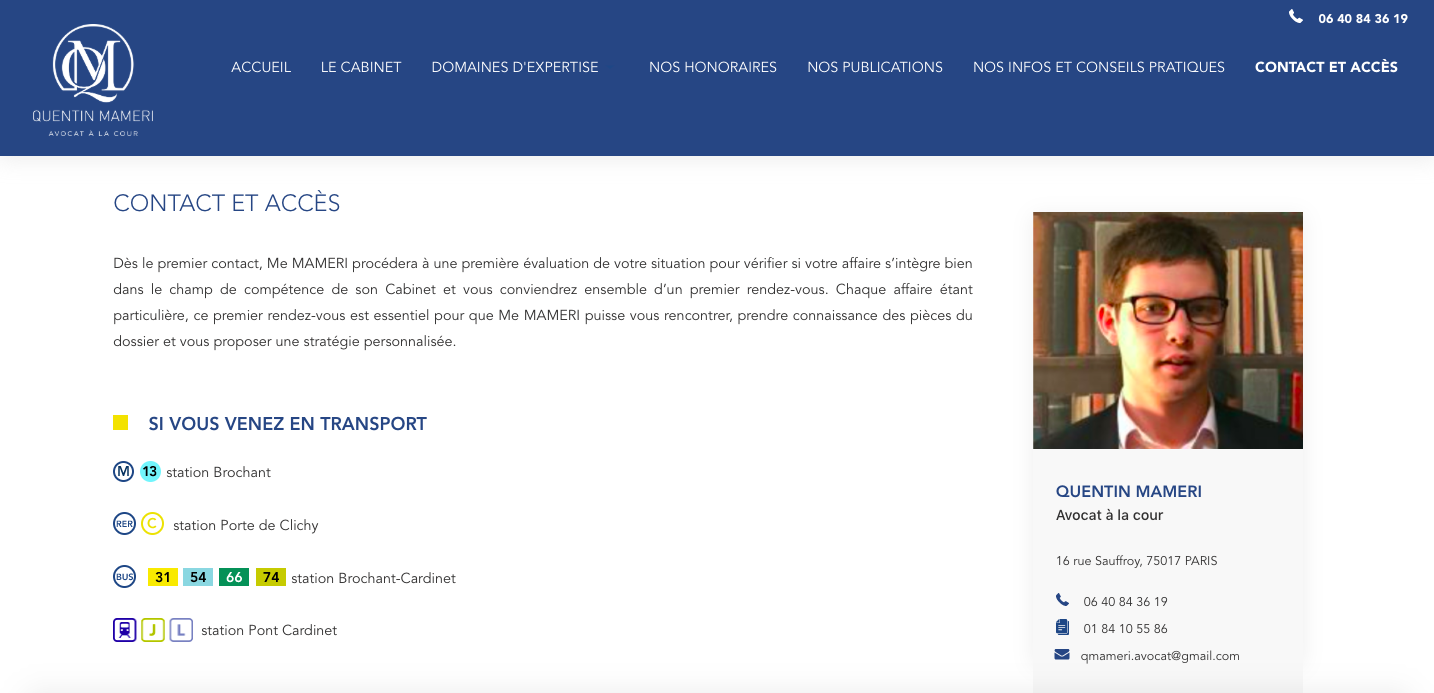 06 40 84 36 19
QM
QUENTIN MAMERI
AVOCAT À LA COUR
ACCUEIL LE CABINET DOMAINES D'EXPERTISE NOS HONORAIRES NOS PUBLICATIONS NOS INFOS ET CONSEILS PRATIQUES CONTACT ET ACCÈS
CONTACT ET ACCÈS
Dès le premier contact, Me MAMERI procédera à une première évaluation de votre situation pour vérifier si votre affaire s’intègre bien
dans le champ de compétence de son Cabinet et vous conviendrez ensemble d’un premier rendez-vous. Chaque affaire étant
particulière, ce premier rendez-vous est essentiel pour que Me MAMERI puisse vous rencontrer, prendre connaissance des pièces du
dossier et vous proposer une stratégie personnalisée.
SI VOUS VENEZ EN TRANSPORT
M 13 station Brochant
RER C station Porte de Clichy
BUS 31 54 66 74 station Brochant-Cardinet
J L station Pont Cardinet
QUENTIN MAMERI
Avocat à la cour
16 rue Sauffroy, 75017 PARIS
06 40 84 36 19
01 84 10 55 86
qmameri.avocat@gmail.com